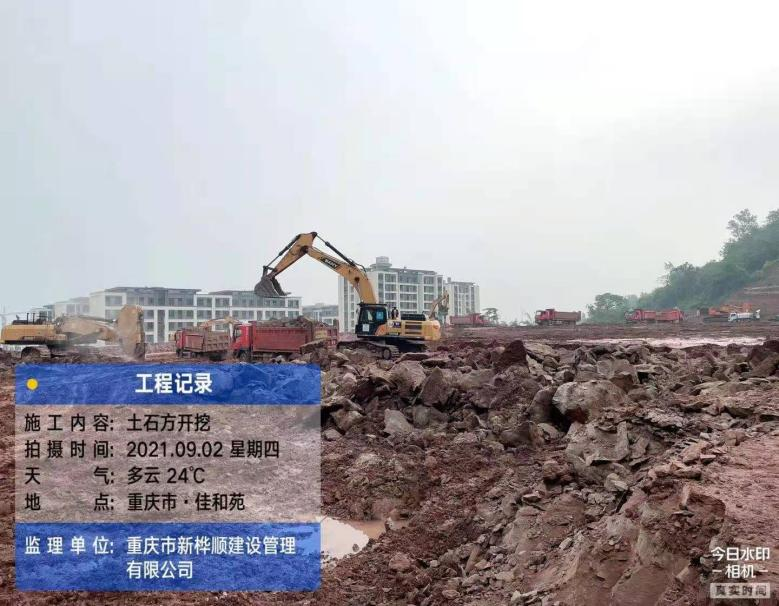 工程记录
施工内容: 土石方开挖
拍摄时间: 2021.09.02 星期四
天气: 多云 24℃
地点: 重庆市·佳和苑
监理单位: 重庆市新桦顺建设管理
有限公司
今日水印
-相机-
真实时间